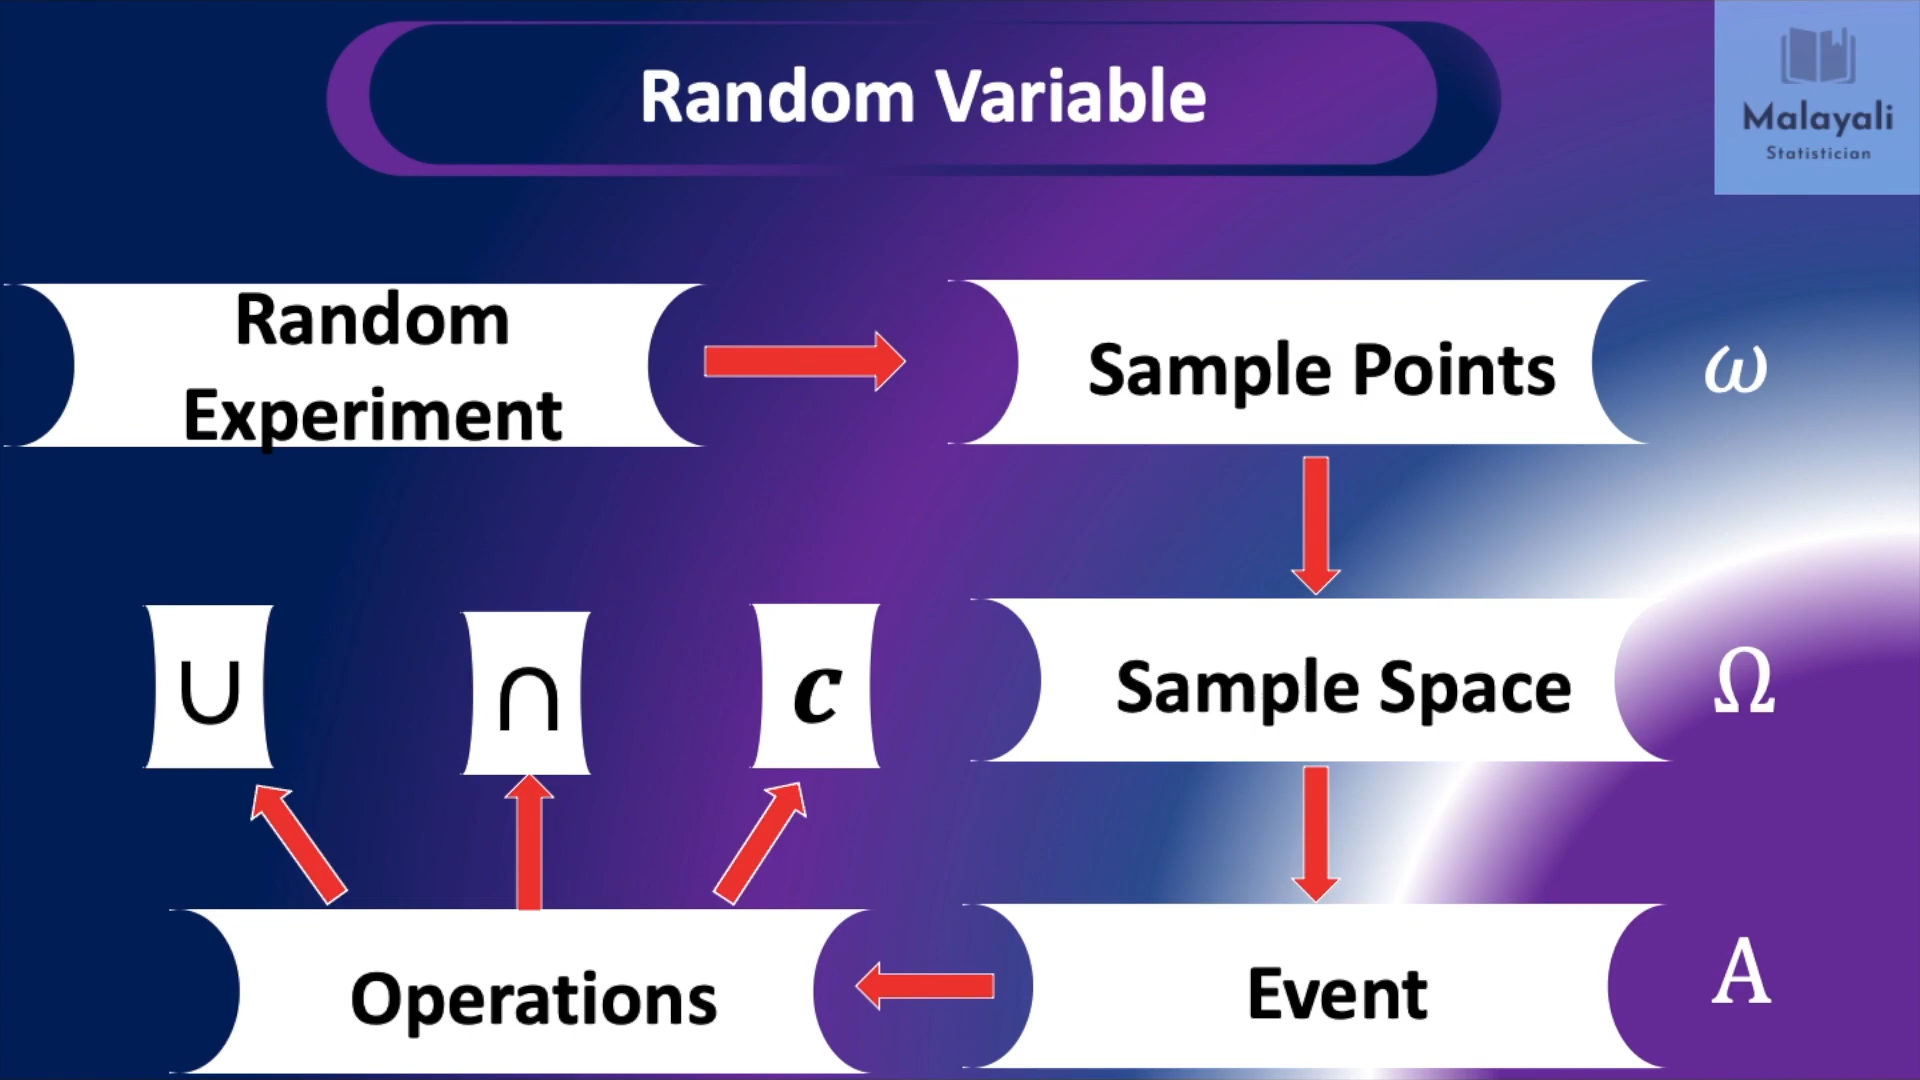 Random Variable
Malayali
Statistician
Random
Experiment
Sample Points
ω
∪
∩
c
Sample Space
Ω
Operations
Event
A